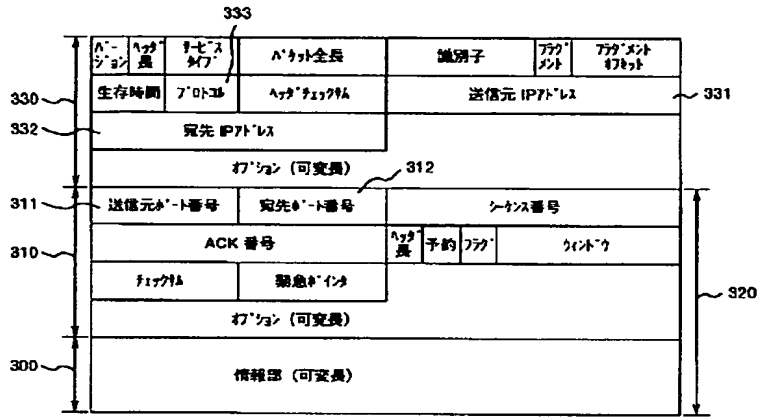 333
バージョン ヘッダ長 サービスタイプ パケット全長 識別子 フラグメント フラグメントオフセット
330
生存時間 プロトコル ヘッダチェックサム 送信元 IPアドレス
331
332
宛先 IPアドレス
オプション (可変長)
312
311
送信元ポート番号 宛先ポート番号 シーケンス番号
ACK 番号 ヘッダ長 予約 フラグ ウィンドウ
310
チェックサム 緊急ポインタ
320
オプション (可変長)
300
情報部 (可変長)